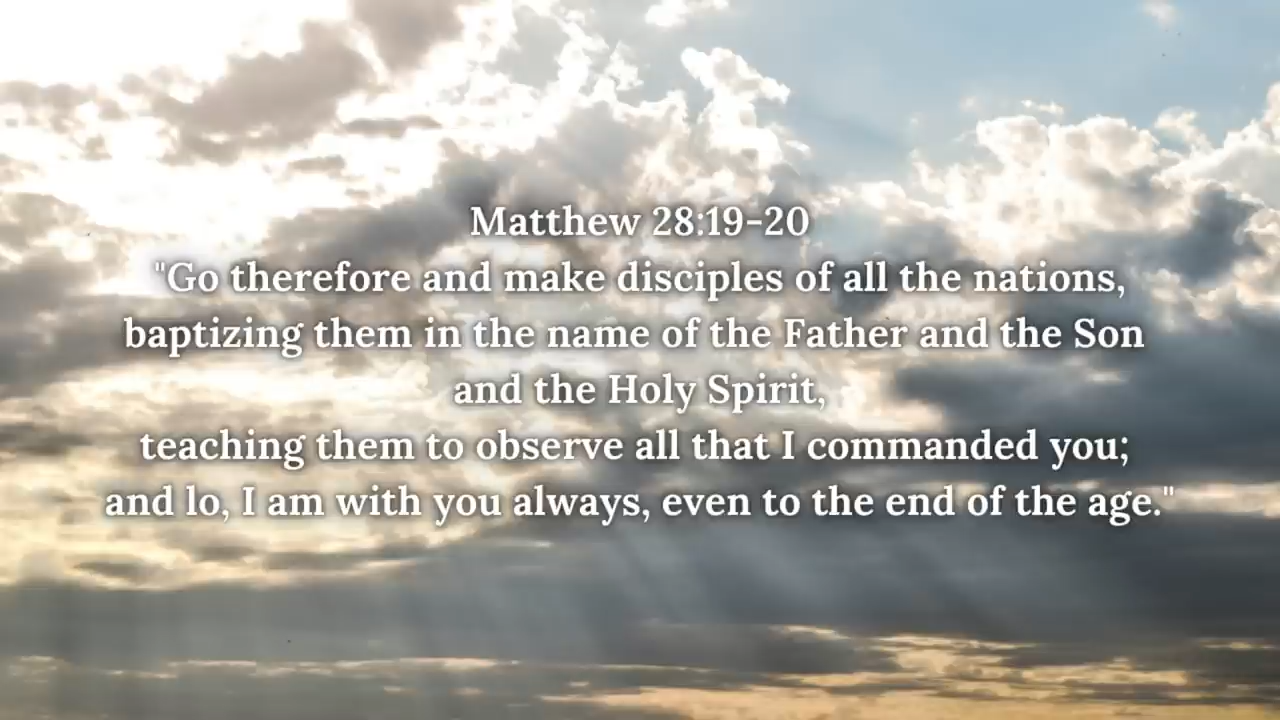 Matthew 28:19-20
"Go therefore and make disciples of all the nations,
baptizing them in the name of the Father and the Son
and the Holy Spirit,
teaching them to observe all that I commanded you;
and lo, I am with you always, even to the end of the age."